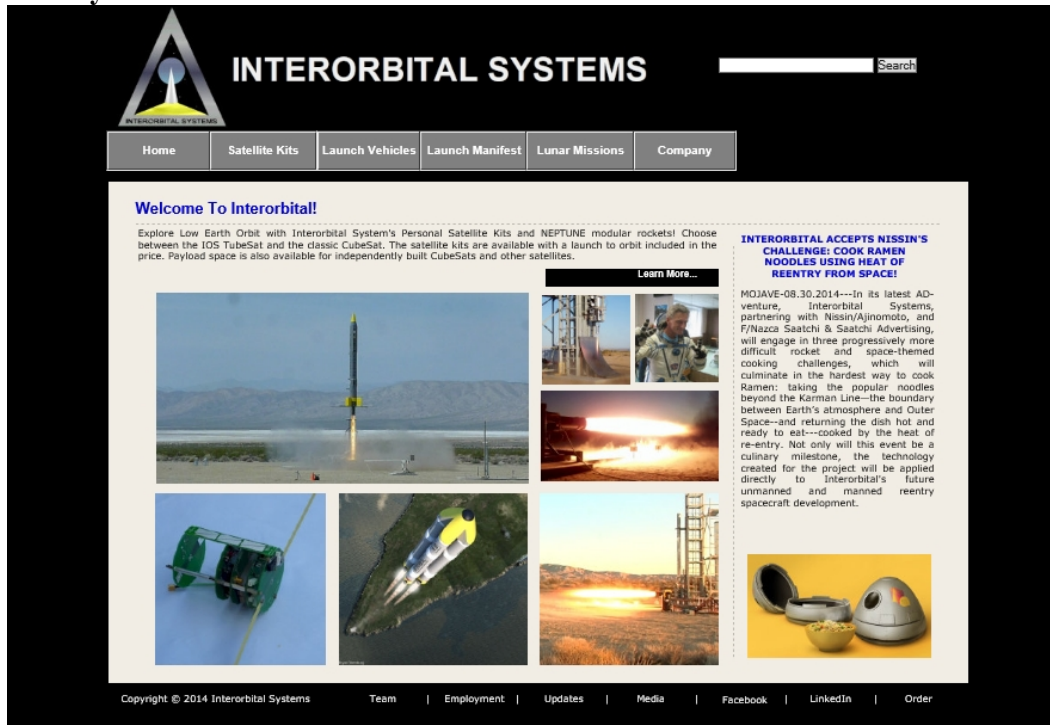 INTERORBITAL SYSTEMS
INTERORBITAL SYSTEMS
Search
Home
Satellite Kits
Launch Vehicles
Launch Manifest
Lunar Missions
Company
Welcome To Interorbital!
Explore Low Earth Orbit with Interorbital System's Personal Satellite Kits and NEPTUNE modular rockets! Choose
between the IOS TubeSat and the classic CubeSat. The satellite kits are available with a launch to orbit included in the
price. Payload space is also available for independently built CubeSats and other satellites.
Learn More...
INTERORBITAL ACCEPTS NISSIN'S
CHALLENGE: COOK RAMEN
NOODLES USING HEAT OF
REENTRY FROM SPACE!
MOJAVE-08.30.2014---In its latest AD-
venture, Interorbital Systems,
partnering with Nissin/Ajinomoto, and
F/Nazca Saatchi & Saatchi Advertising,
will engage in three progressively more
difficult rocket and space-themed
cooking challenges, which will
culminate in the hardest way to cook
Ramen: taking the popular noodles
beyond the Karman Line—the boundary
between Earth's atmosphere and Outer
Space--and returning the dish hot and
ready to eat---cooked by the heat of
re-entry. Not only will this event be a
culinary milestone, the technology
created for the project will be applied
directly to Interorbital's future
unmanned and manned reentry
spacecraft development.
Copyright © 2014 Interorbital Systems Team | Employment | Updates | Media | Facebook | LinkedIn | Order